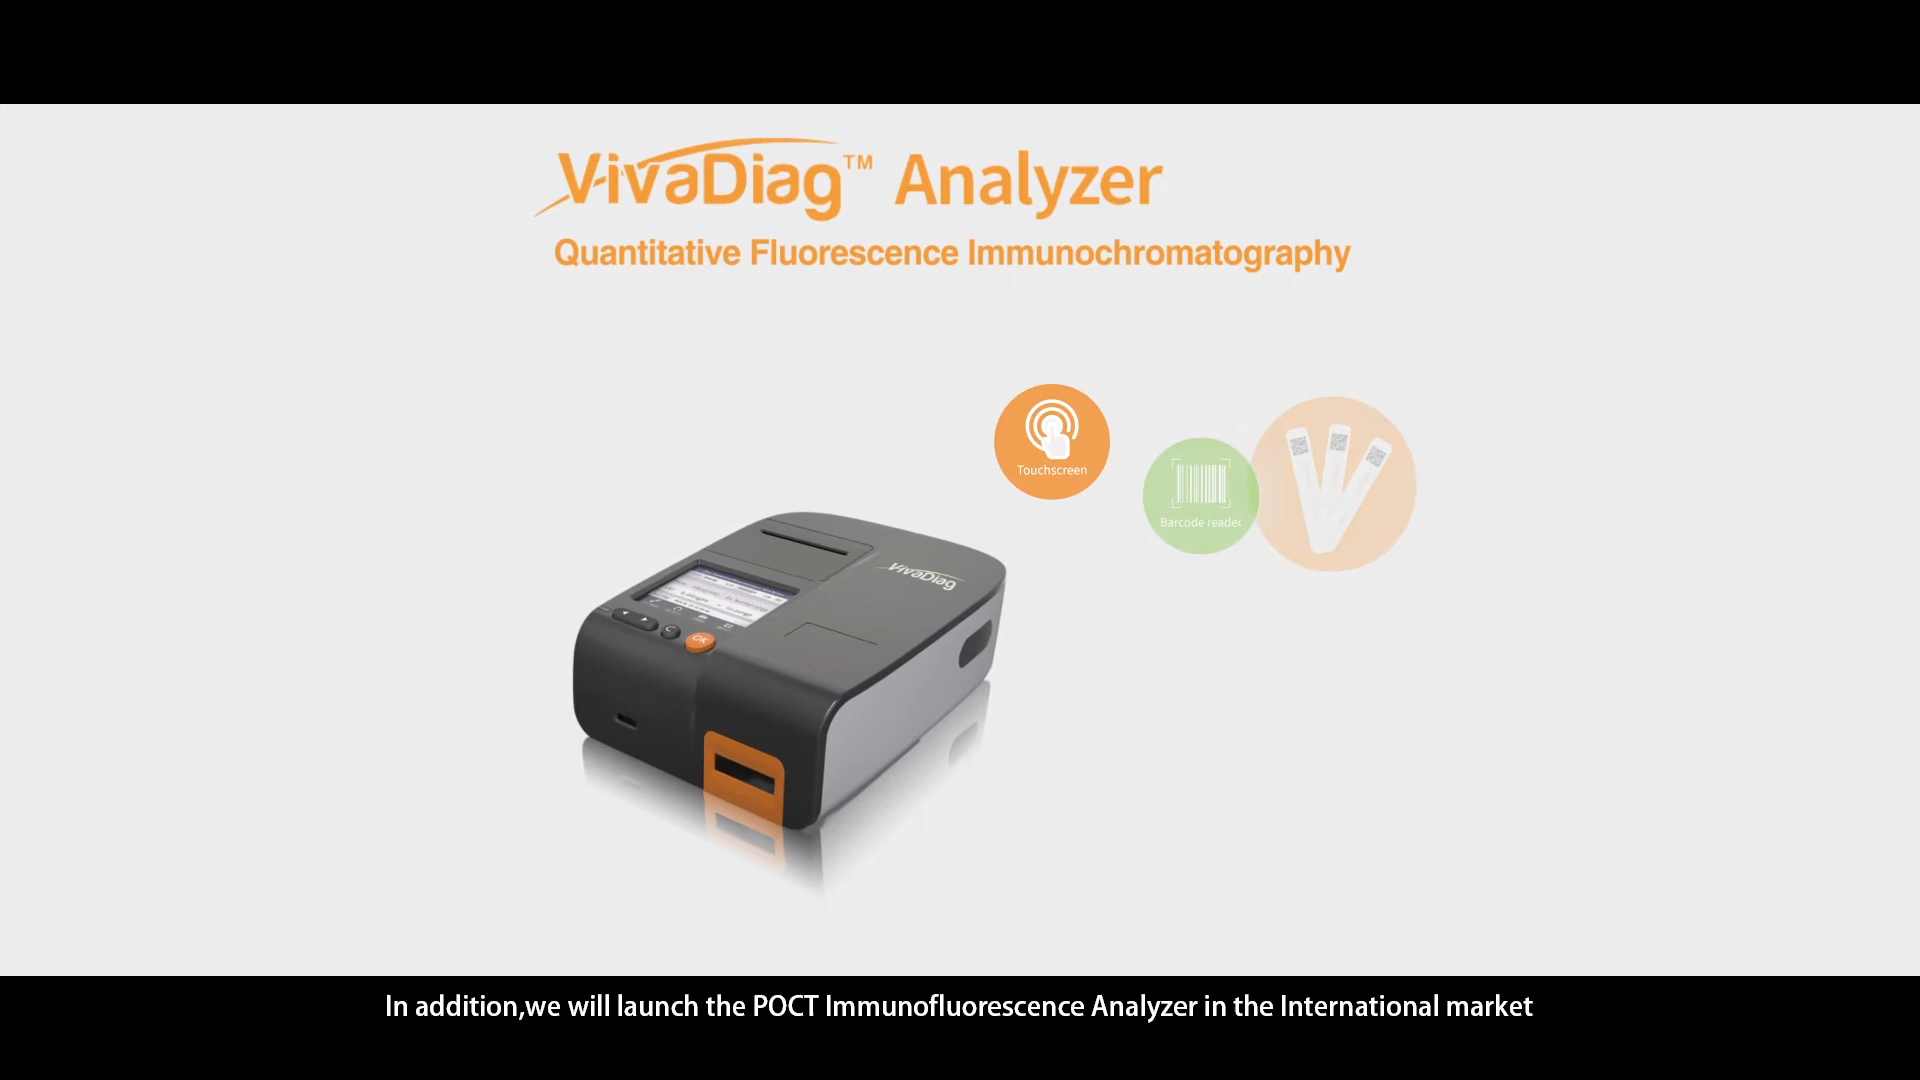 VivaDiag™ Analyzer
Quantitative Fluorescence Immunochromatography
Touchscreen
Barcode reader
VivaDiag
OK
In addition,we will launch the POCT Immunofluorescence Analyzer in the International market